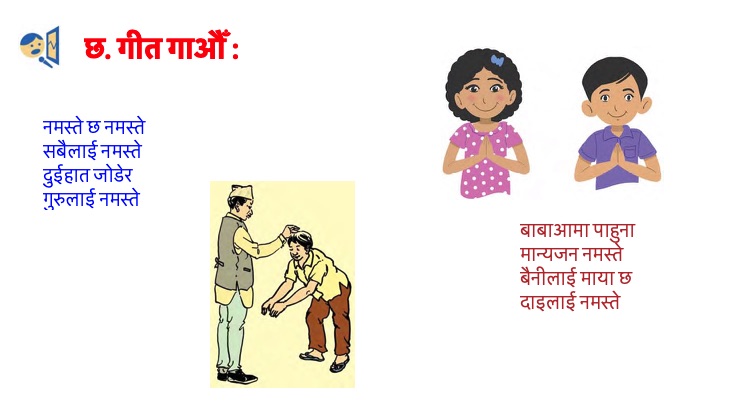 छ. गीत गाऔँ :
नमस्ते छ नमस्ते
सबैलाई नमस्ते
दुईहात जोडेर
गुरुलाई नमस्ते
बाबाआमा पाहुना
मान्यजन नमस्ते
बैनीलाई माया छ
दाइलाई नमस्ते